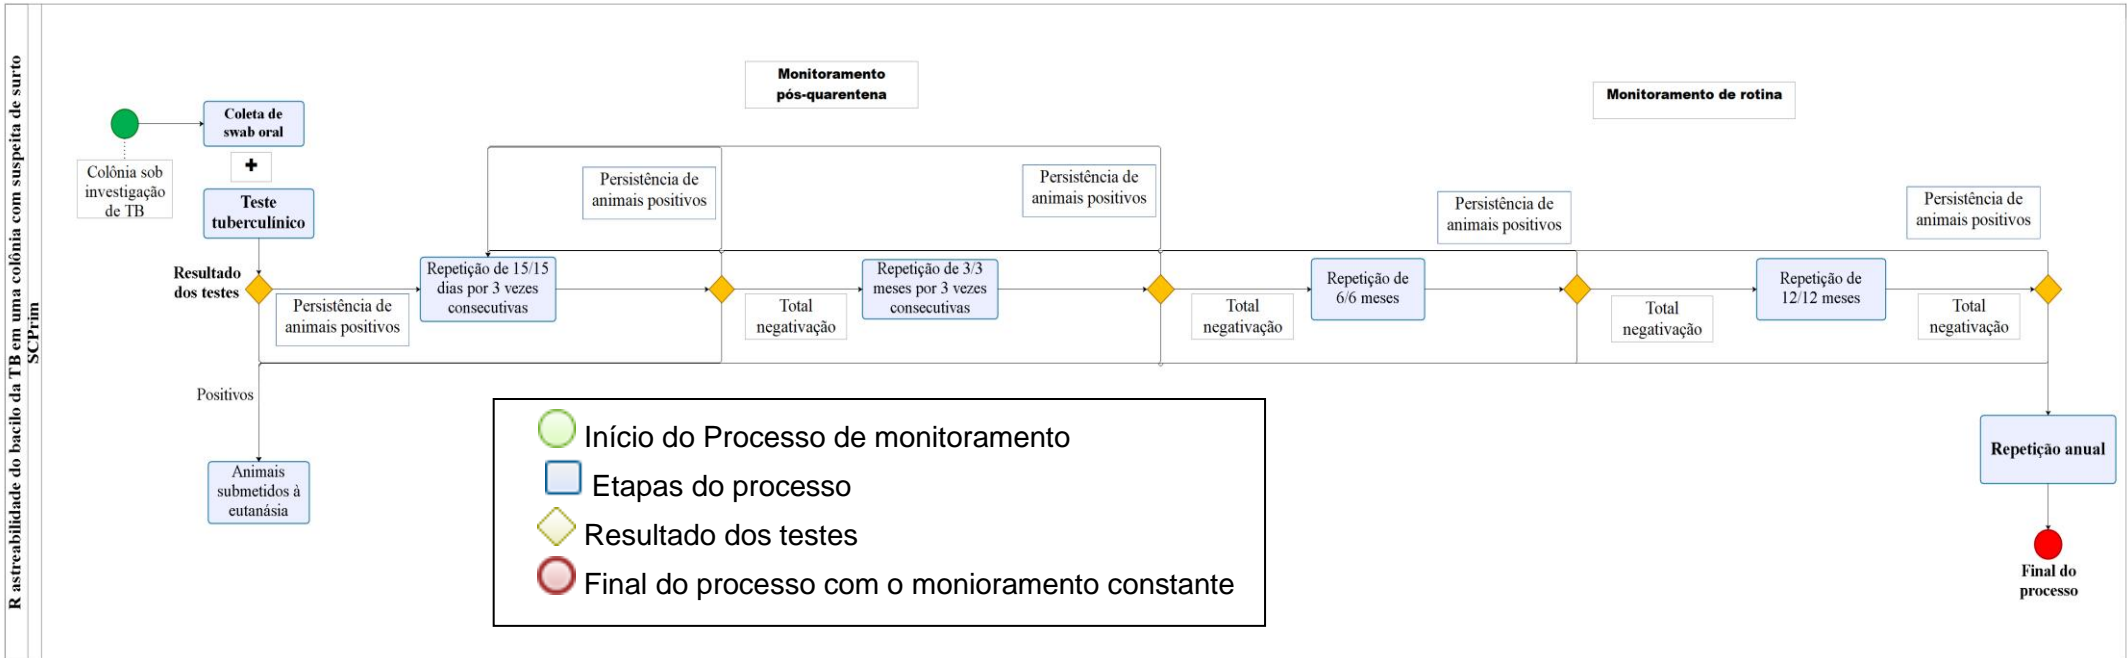 R astreabilidade do bacilo da TB em uma colônia com suspeita de surto
SCPrim
Monitoramento
pós-quarentena
Monitoramento de rotina
Coleta de
swab oral
+
Colônia sob
investigação
de TB
Teste
tuberculínico
Resultado
dos testes
Persistência de
animais positivos
Repetição de 15/15
dias por 3 vezes
consecutivas
Persistência de
animais positivos
Total
negativação
Repetição de 3/3
meses por 3 vezes
consecutivas
Persistência de
animais positivos
Total
negativação
Repetição de
6/6 meses
Persistência de
animais positivos
Total
negativação
Repetição de
12/12 meses
Persistência de
animais positivos
Total
negativação
Positivos
Animais
submetidos à
eutanásia
Repetição anual
Final do
processo
Início do Processo de monitoramento
Etapas do processo
Resultado dos testes
Final do processo com o monioramento constante